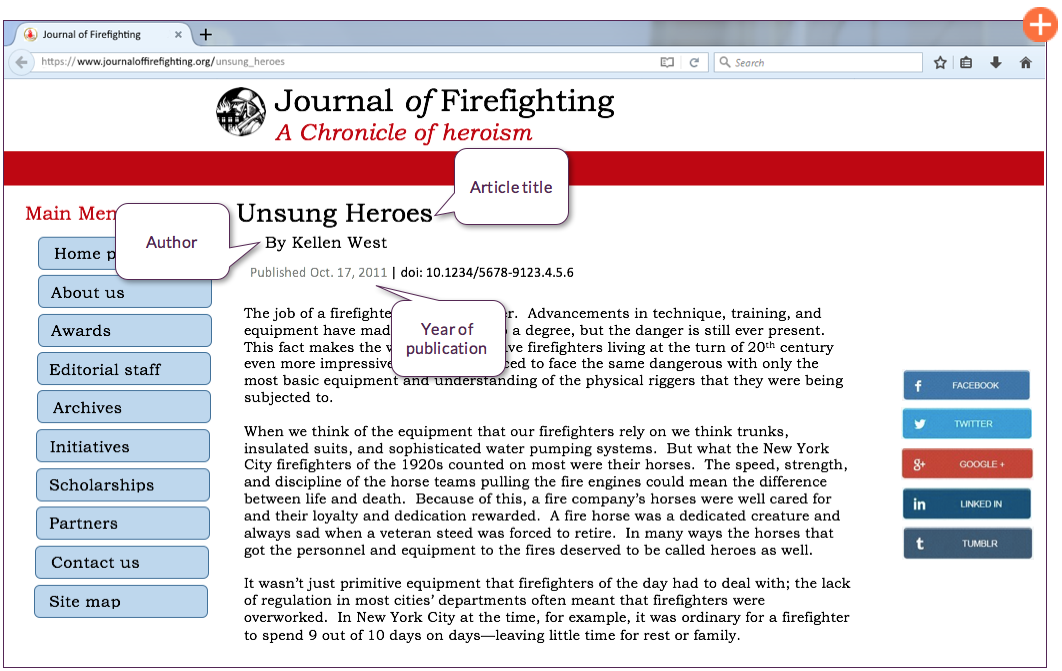 Journal of Firefighting
https://www.journaloffirefighting.org/unsung_heroes
Search
Journal of Firefighting
A Chronicle of heroism
Article title
Main Men
Unsung Heroes
Author
By Kellen West
Published Oct. 17, 2011 | doi: 10.1234/5678-9123.4.5.6
Year of
publication
Home p
About us
Awards
Editorial staff
Archives
Initiatives
Scholarships
Partners
Contact us
Site map
The job of a firefighte r. Advancements in technique, training, and
equipment have mad a degree, but the danger is still ever present.
This fact makes the ve firefighters living at the turn of 20th century
even more impressive ced to face the same dangerous with only the
most basic equipment and understanding of the physical riggers that they were being
subjected to.
When we think of the equipment that our firefighters rely on we think trunks,
insulated suits, and sophisticated water pumping systems. But what the New York
City firefighters of the 1920s counted on most were their horses. The speed, strength,
and discipline of the horse teams pulling the fire engines could mean the difference
between life and death. Because of this, a fire company's horses were well cared for
and their loyalty and dedication rewarded. A fire horse was a dedicated creature and
always sad when a veteran steed was forced to retire. In many ways the horses that
got the personnel and equipment to the fires deserved to be called heroes as well.
It wasn't just primitive equipment that firefighters of the day had to deal with; the lack
of regulation in most cities' departments often meant that firefighters were
overworked. In New York City at the time, for example, it was ordinary for a firefighter
to spend 9 out of 10 days on days—leaving little time for rest or family.
f FACEBOOK
TWITTER
g+ GOOGLE +
in LINKED IN
t TUMBLR